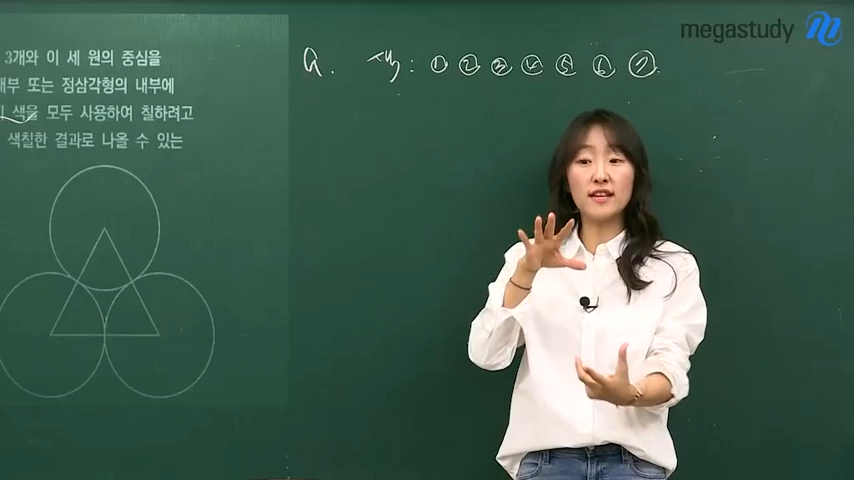 3개와 이 세 원의 중심을
내부 또는 정삼각형의 내부에
색을 모두 사용하여 칠하려고
색칠한 결과로 나올 수 있는
Q. 색 : ① ② ③ ④ ⑤ ⑥ ⑦
megastudy